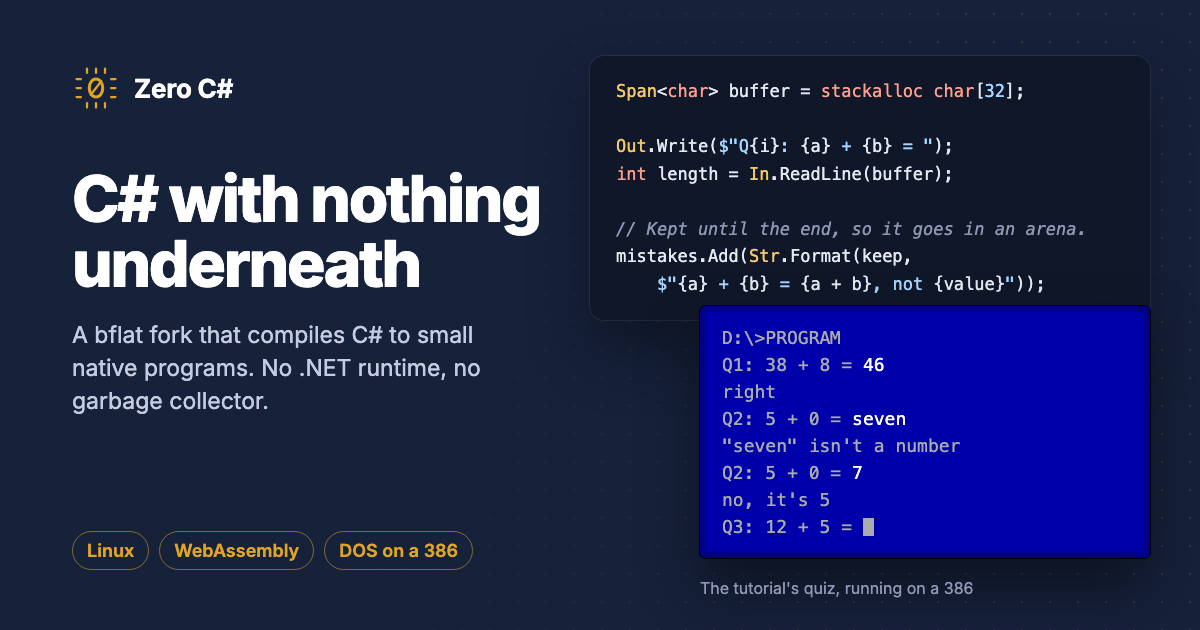 Zero C#
C# with nothing
underneath
A bflat fork that compiles C# to small
native programs. No .NET runtime, no
garbage collector.
Linux
WebAssembly
DOS on a 386
Span<char> buffer = stackalloc char[32];
Out.Write($"Q{i}: {a} + {b} = ");
int length = In.ReadLine(buffer);
// Kept until the end, so it goes in an arena.
mistakes.Add(Str.Format(keep,
    $"{a} + {b} = {a + b}, not {value}"));
D:\>PROGRAM
Q1: 38 + 8 = 46
right
Q2: 5 + 0 = seven
"seven" isn't a number
Q2: 5 + 0 = 7
no, it's 5
Q3: 12 + 5 =
The tutorial's quiz, running on a 386